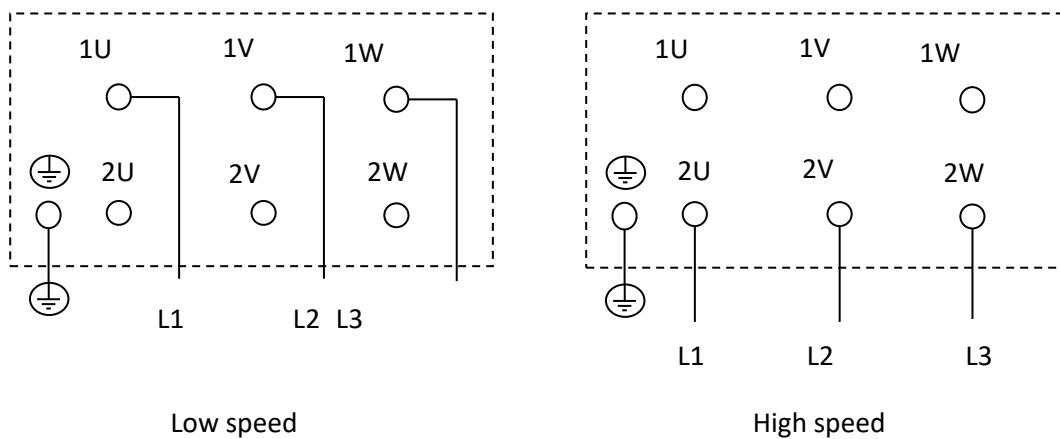 1U 1V 1W
2U 2V 2W
L1 L2 L3
Low speed
1U 1V 1W
2U 2V 2W
L1 L2 L3
High speed